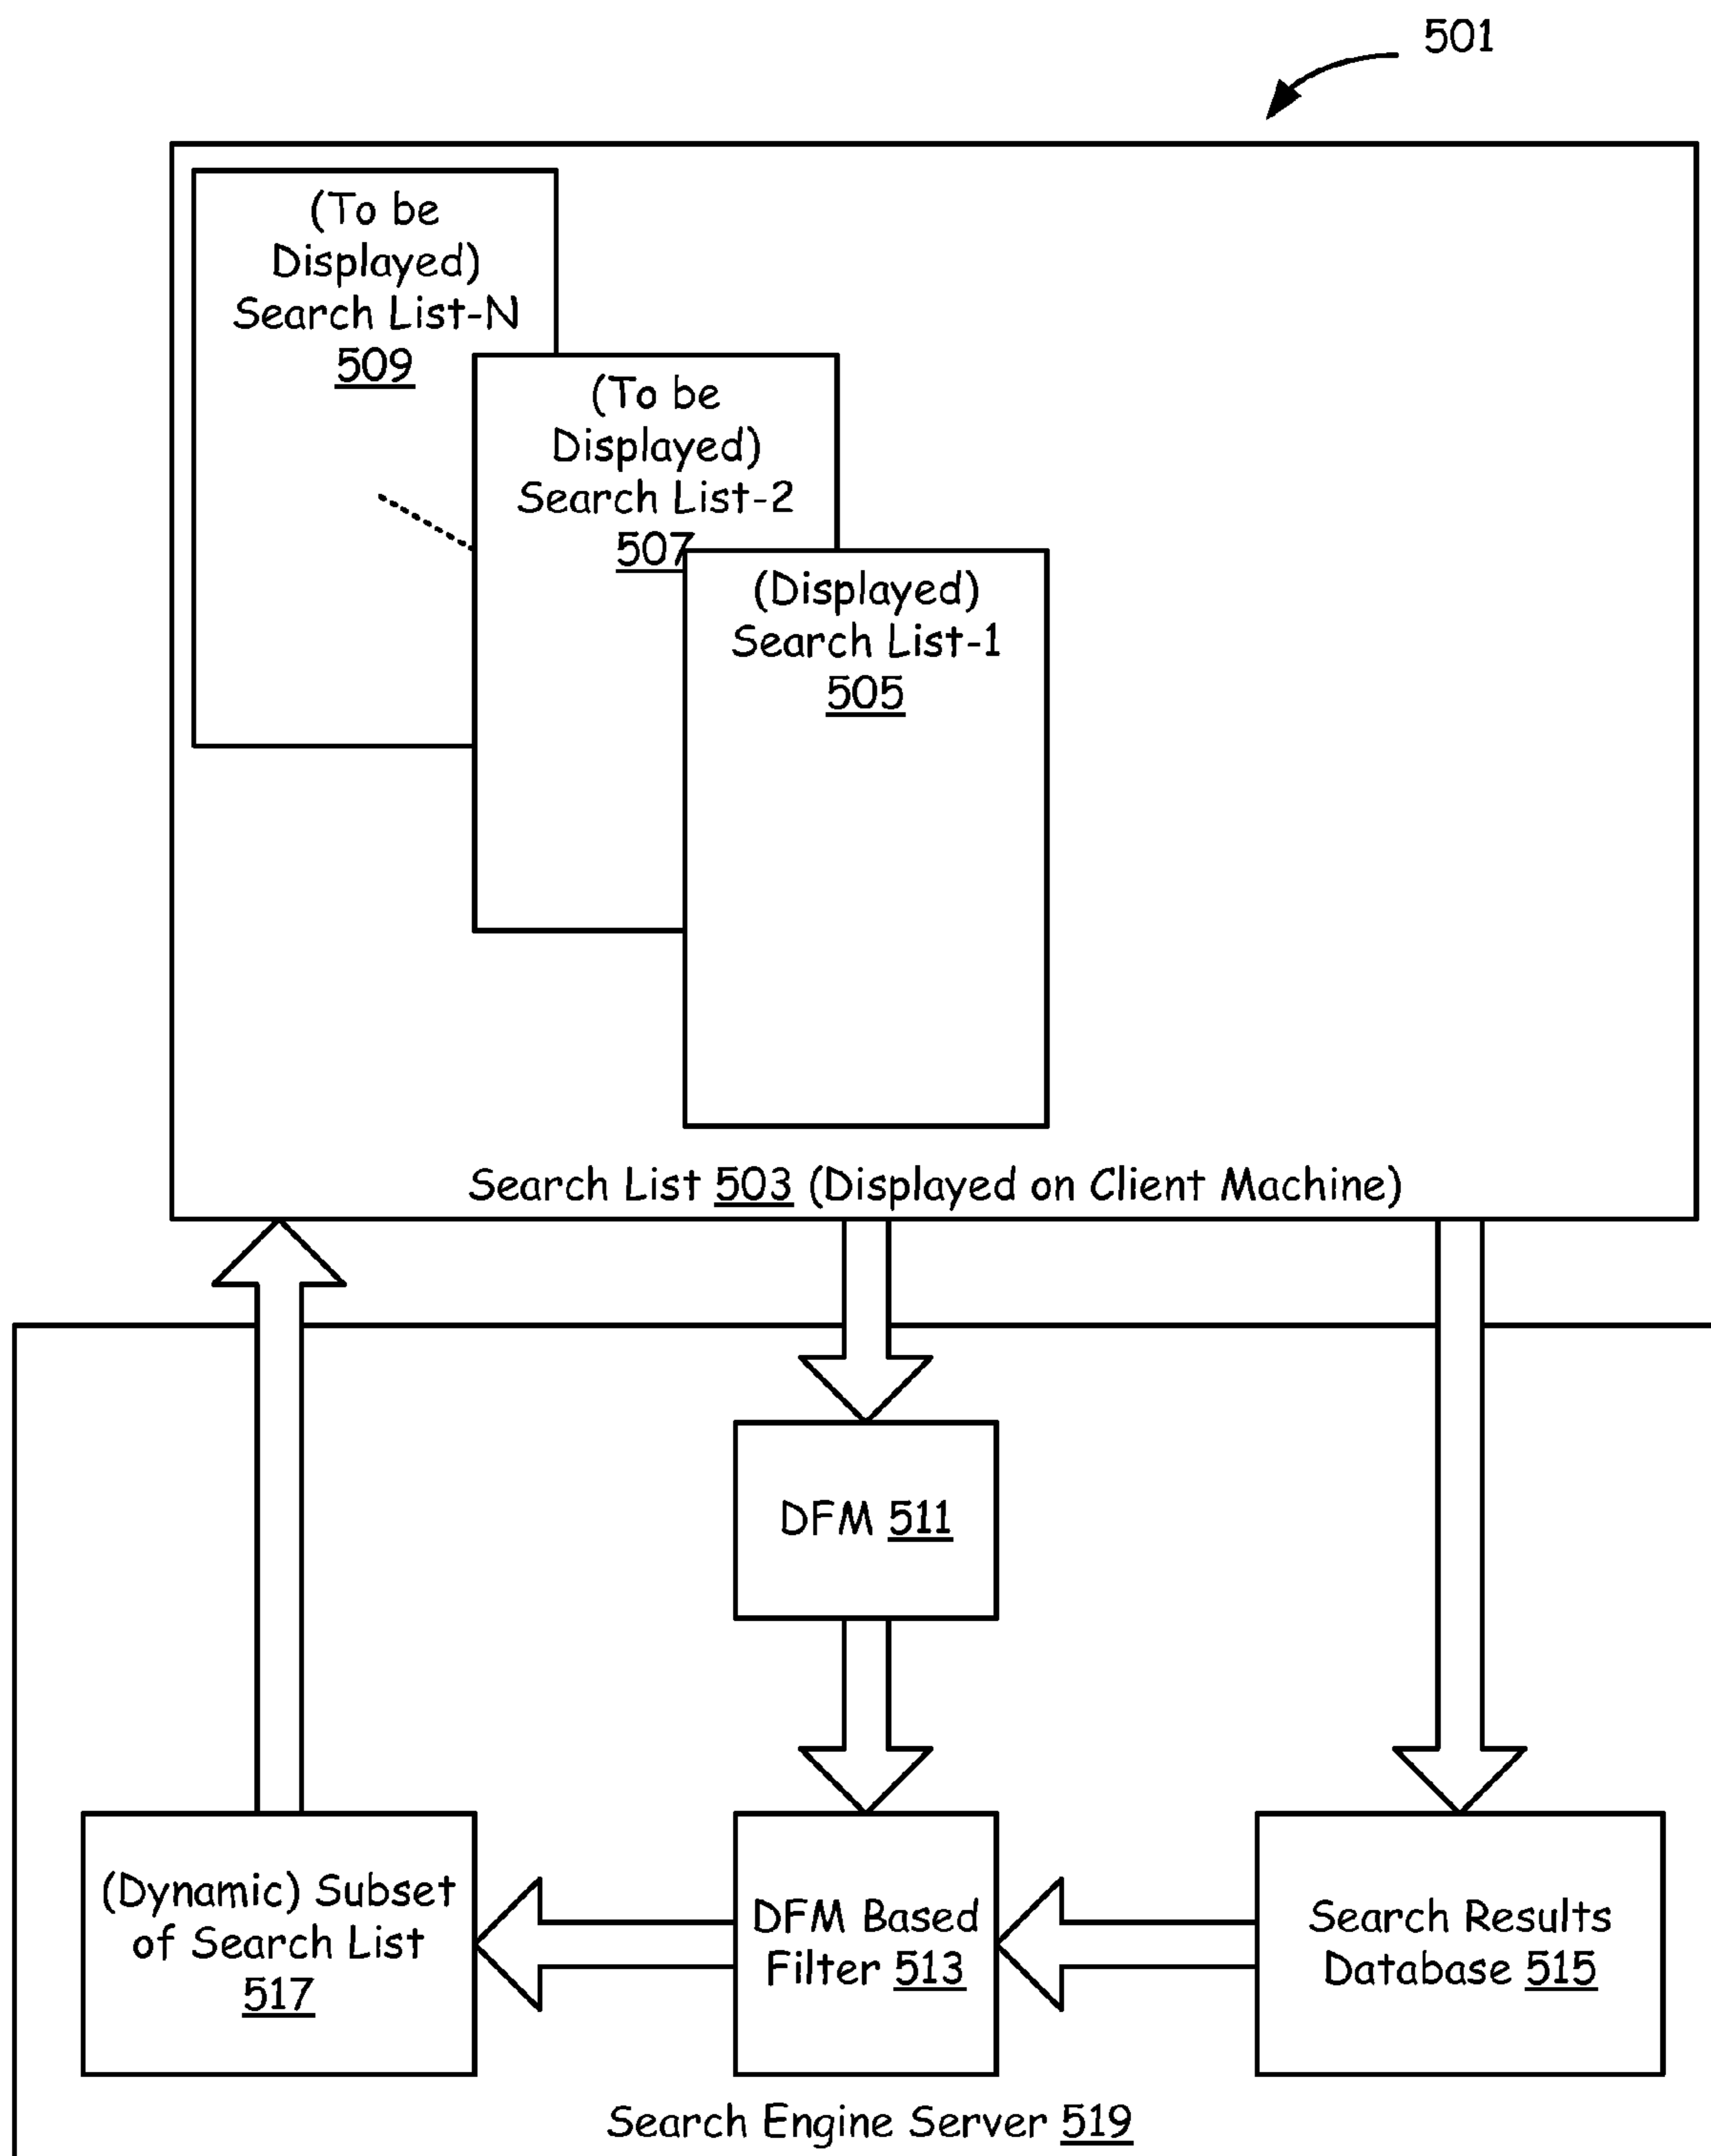 501
(To be
Displayed)
Search List-N
509
(To be
Displayed)
Search List-2
507
(Displayed)
Search List-1
505
Search List 503 (Displayed on Client Machine)
DFM 511
(Dynamic) Subset
of Search List
517
DFM Based
Filter 513
Search Results
Database 515
Search Engine Server 519